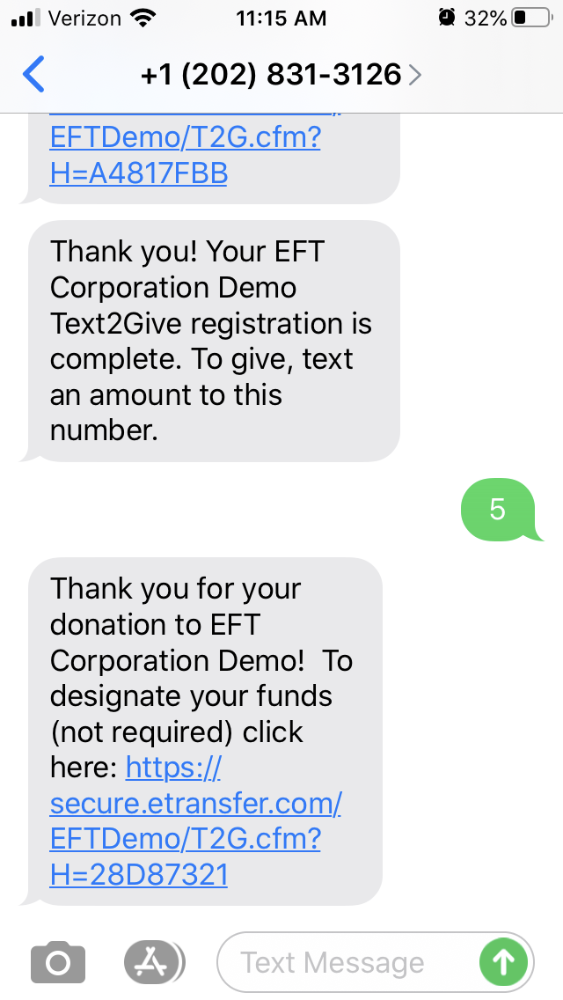 Verizon 11:15 AM 32%
+1 (202) 831-3126
EFTDemo/T2G.cfm?
H=A4817FBB
Thank you! Your EFT
Corporation Demo
Text2Give registration is
complete. To give, text
an amount to this
number.
5
Thank you for your
donation to EFT
Corporation Demo!  To
designate your funds
(not required) click
here: https://
secure.etransfer.com/
EFTDemo/T2G.cfm?
H=28D87321
Text Message